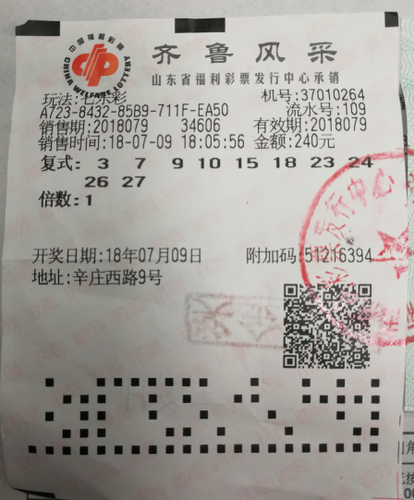 中国福利彩票
CHINA WELFARE LOTTERY
齐鲁风采
山东省福利彩票发行中心承销
玩法:七乐彩 机号:37010264
A723-8432-85B9-711F-EA50 流水号:109
销售期:2018079 34606 有效期:2018079
销售时间:18-07-09 18:05:56 金额:240元
复式: 3 7 9 10 15 18 23 24
26 27
倍数:1
开奖日期:18年07月09日 附加码:51216394
地址:辛庄西路9号
发行中心